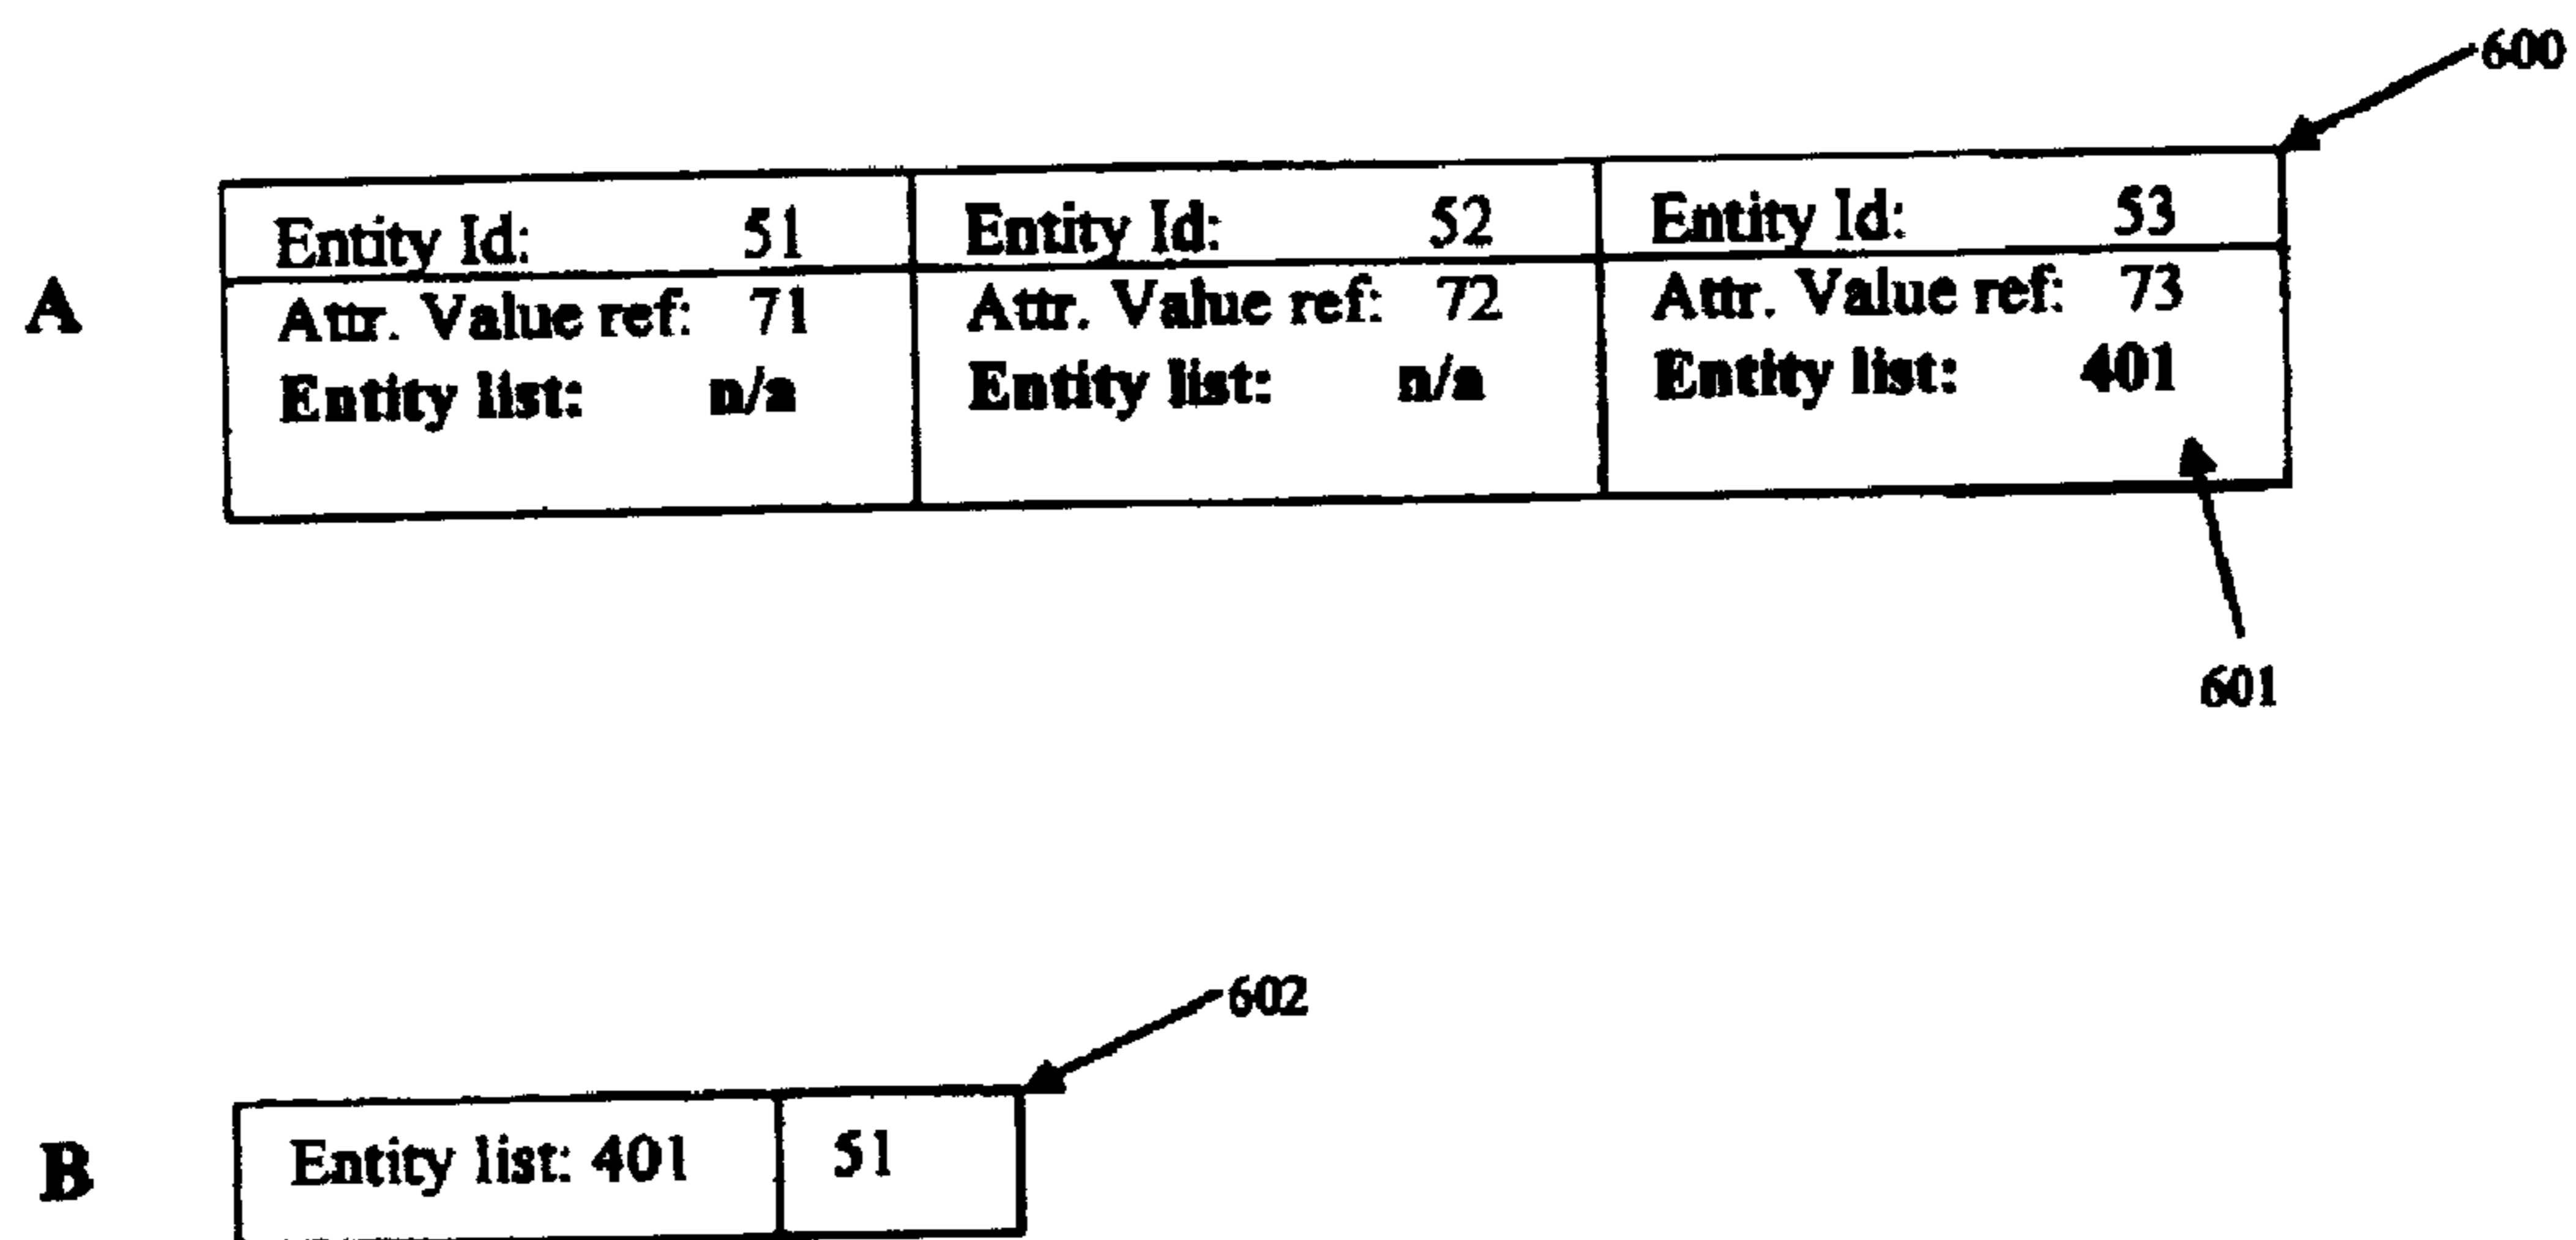 600
Entity Id: 51 Entity Id: 52 Entity Id: 53
A
Attr. Value ref: 71 Attr. Value ref: 72 Attr. Value ref: 73
Entity list: n/a Entity list: n/a Entity list: 401
601
602
B
Entity list: 401 51